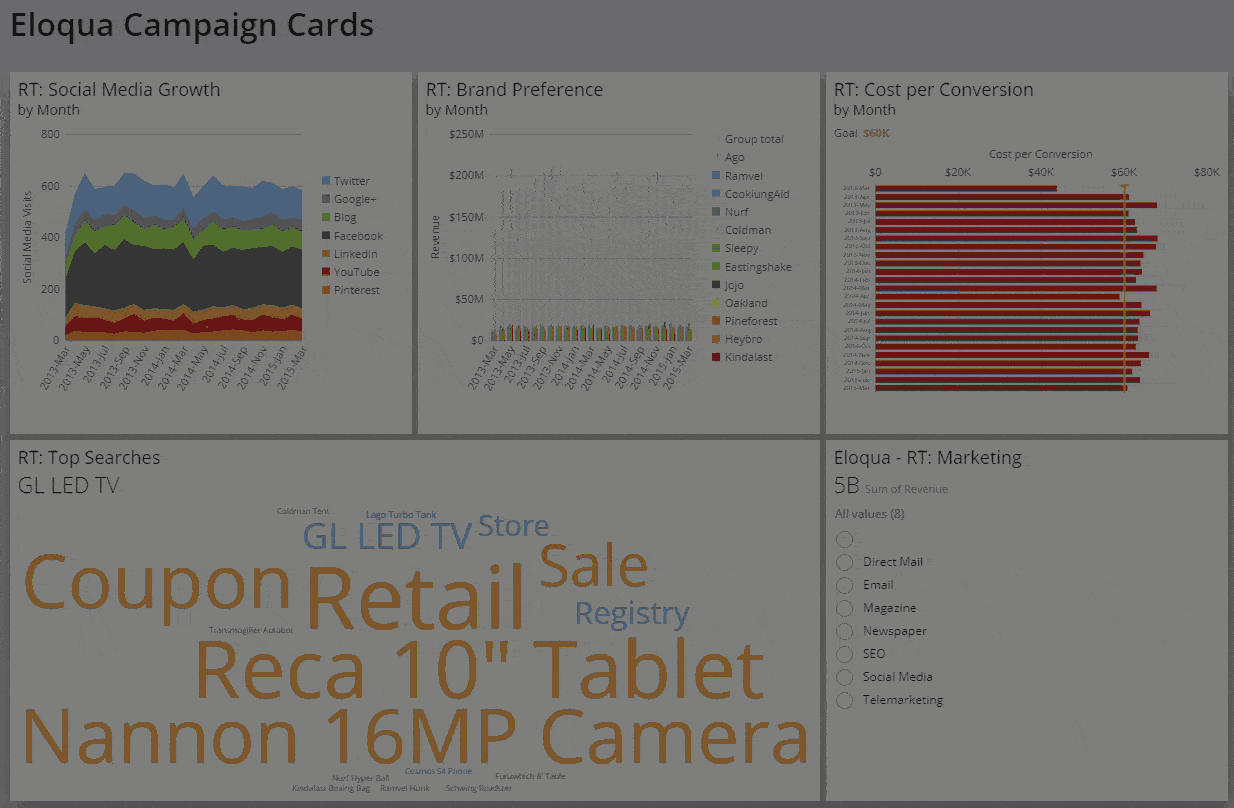 Eloqua Campaign Cards
RT: Social Media Growth
by Month
800
600
400
200
0
Social Media Visits
2013-Mar
2013-May
2013-Jul
2013-Sep
2013-Nov
2014-Jan
2014-Mar
2014-May
2014-Jul
2014-Sep
2014-Nov
2015-Jan
2015-Mar
Twitter
Google+
Blog
Facebook
LinkedIn
YouTube
Pinterest
RT: Brand Preference
by Month
$250M
$200M
$150M
$100M
$50M
$0
Revenue
2013-Mar
2013-May
2013-Jul
2013-Sep
2013-Nov
2014-Jan
2014-Mar
2014-May
2014-Jul
2014-Sep
2014-Nov
2015-Jan
2015-Mar
Group total
Ago
Ramvel
CookiungAid
Nurf
Coldman
Sleepy
Eastingshake
Jojo
Oakland
Pineforest
Heybro
Kindalast
RT: Cost per Conversion
by Month
Goal $60K
Cost per Conversion
$0 $20K $40K $60K $80K
RT: Top Searches
GL LED TV
Coldman Tent
Lago Turbo Tank
GL LED TV
Store
Coupon
Retail
Sale
Registry
Transmogifier Autobot
Reca 10" Tablet
Nannon 16MP Camera
Nurf Hyper Ball
Cosmos S4 Phone
Furuwhich 8' Table
Kindalast Boxing Bag
Ramvel Hunk
Schwing Roadster
Eloqua - RT: Marketing
5B Sum of Revenue
All values (8)
Direct Mail
Email
Magazine
Newspaper
SEO
Social Media
Telemarketing